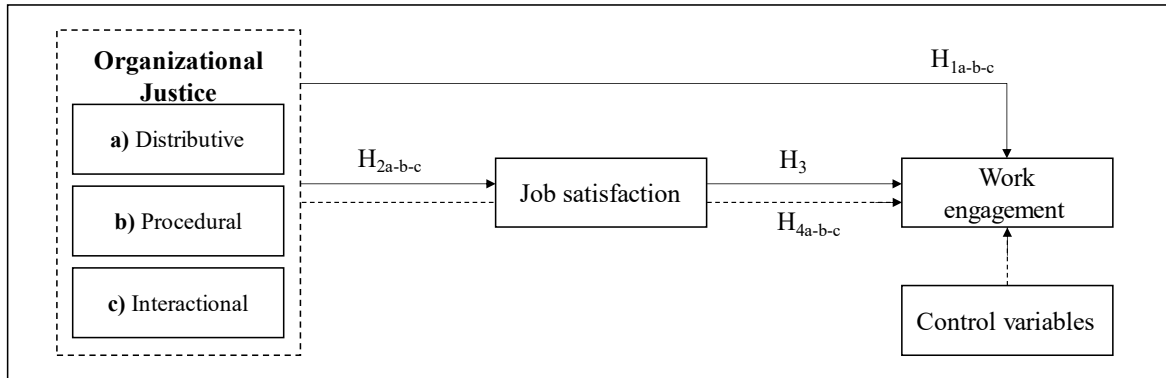 Organizational
Justice
a) Distributive
b) Procedural
c) Interactional
H1a-b-c
H2a-b-c
Job satisfaction
H3
H4a-b-c
Work
engagement
Control variables